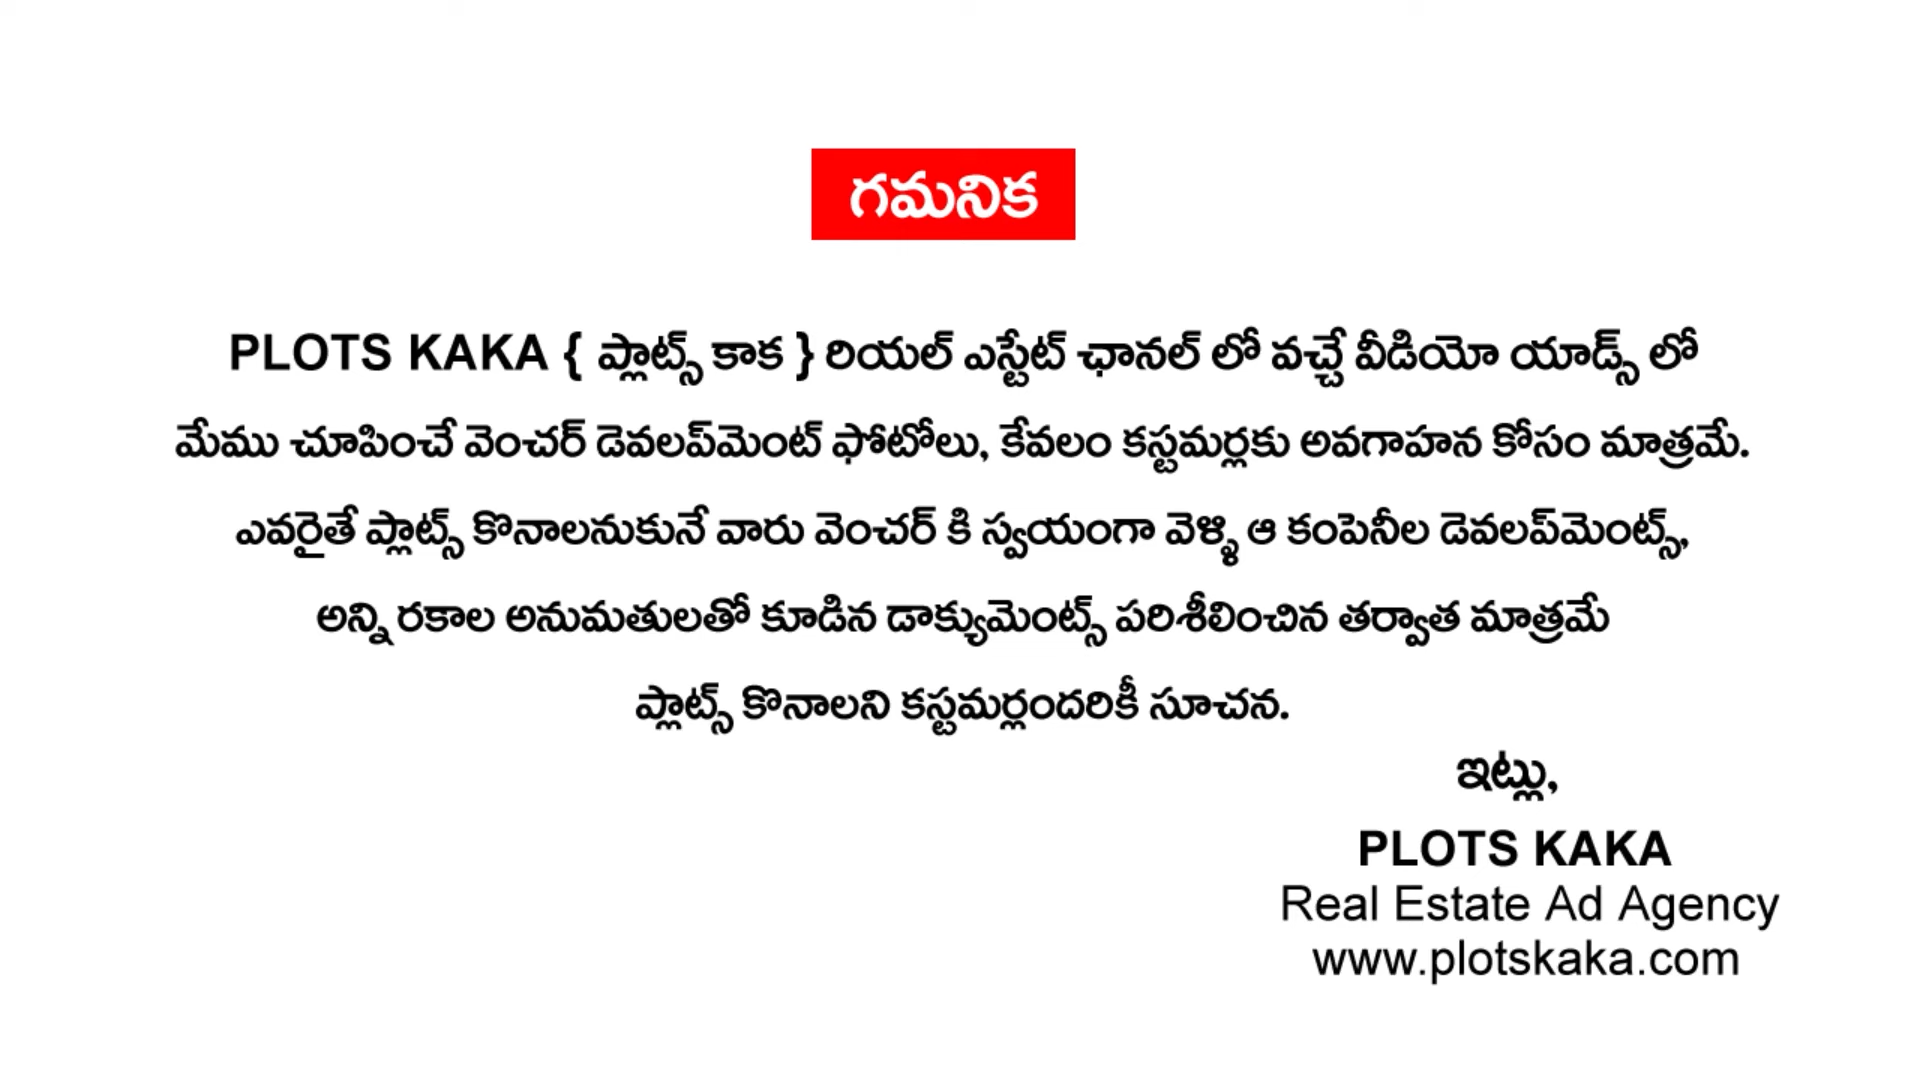 గమనిక
PLOTS KAKA { ప్లాట్స్ కాక } రియల్ ఎస్టేట్ ఛానల్ లో వచ్చే వీడియో యాడ్స్ లో
మేము చూపించే వెంచర్ డెవలప్‌మెంట్ ఫోటోలు, కేవలం కస్టమర్లకు అవగాహన కోసం మాత్రమే.
ఎవరైతే ప్లాట్స్ కొనాలనుకునే వారు వెంచర్ కి స్వయంగా వెళ్ళి ఆ కంపెనీల డెవలప్‌మెంట్స్,
అన్ని రకాల అనుమతులతో కూడిన డాక్యుమెంట్స్ పరిశీలించిన తర్వాత మాత్రమే
ప్లాట్స్ కొనాలని కస్టమర్లందరికీ సూచన.
ఇట్లు,
PLOTS KAKA
Real Estate Ad Agency
www.plotskaka.com